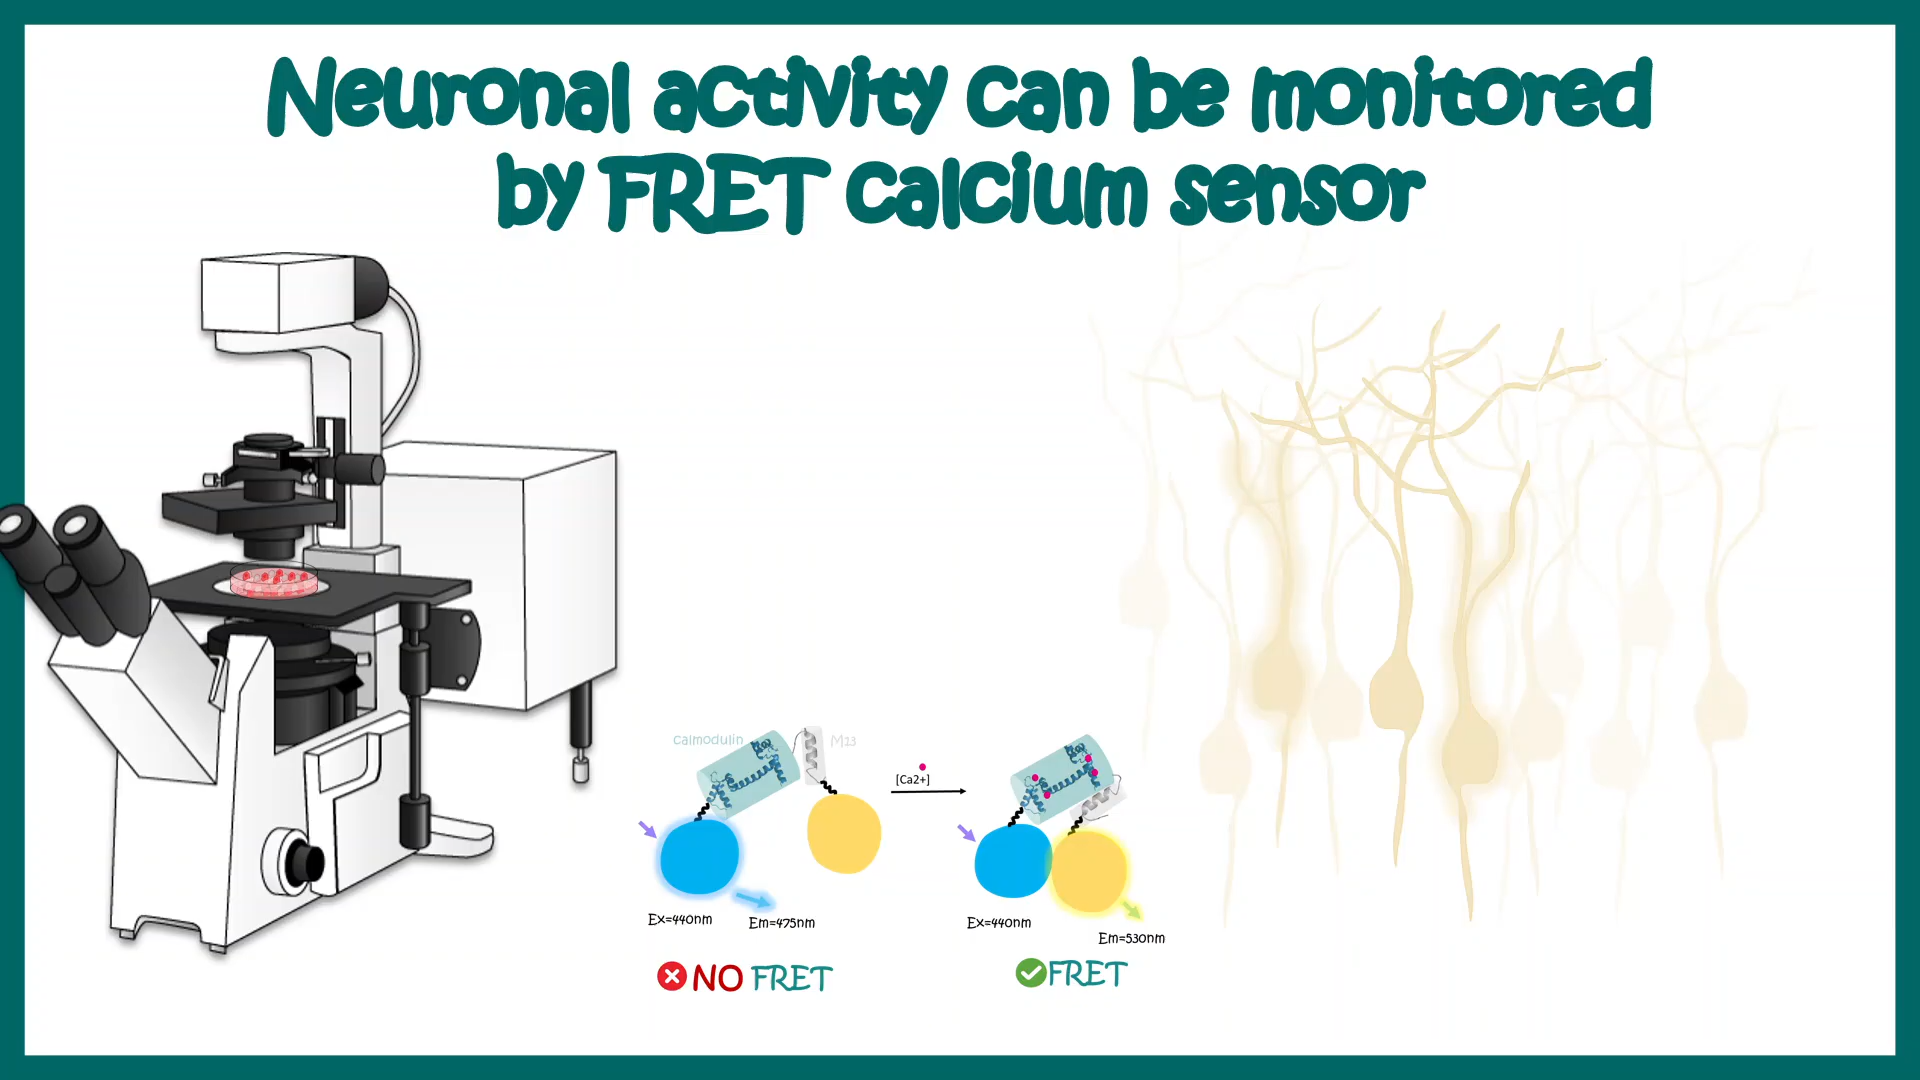 Neuronal activity can be monitored
by FRET calcium sensor
calmodulin
M13
[Ca2+]
Ex=440nm
Em=475nm
Ex=440nm
Em=530nm
NO FRET
FRET